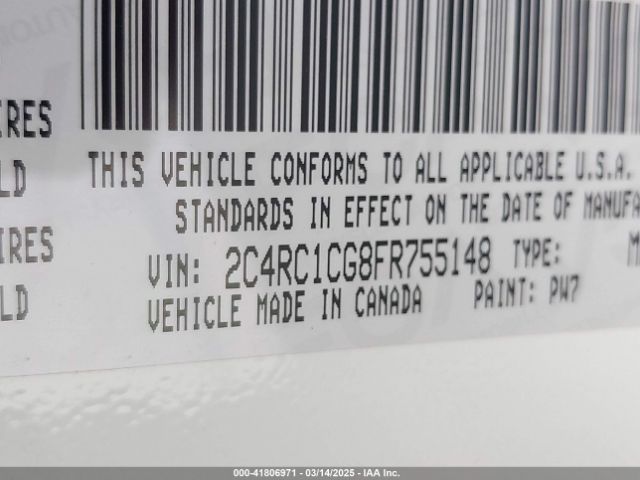 IRES
LD
IRES
LD
THIS VEHICLE CONFORMS TO ALL APPLICABLE U.S.A.
STANDARDS IN EFFECT ON THE DATE OF MANUFA
VIN: 2C4RC1CG8FR755148 TYPE: M
VEHICLE MADE IN CANADA PAINT: PW7
000-41806971 | 03/14/2025 | IAA Inc.